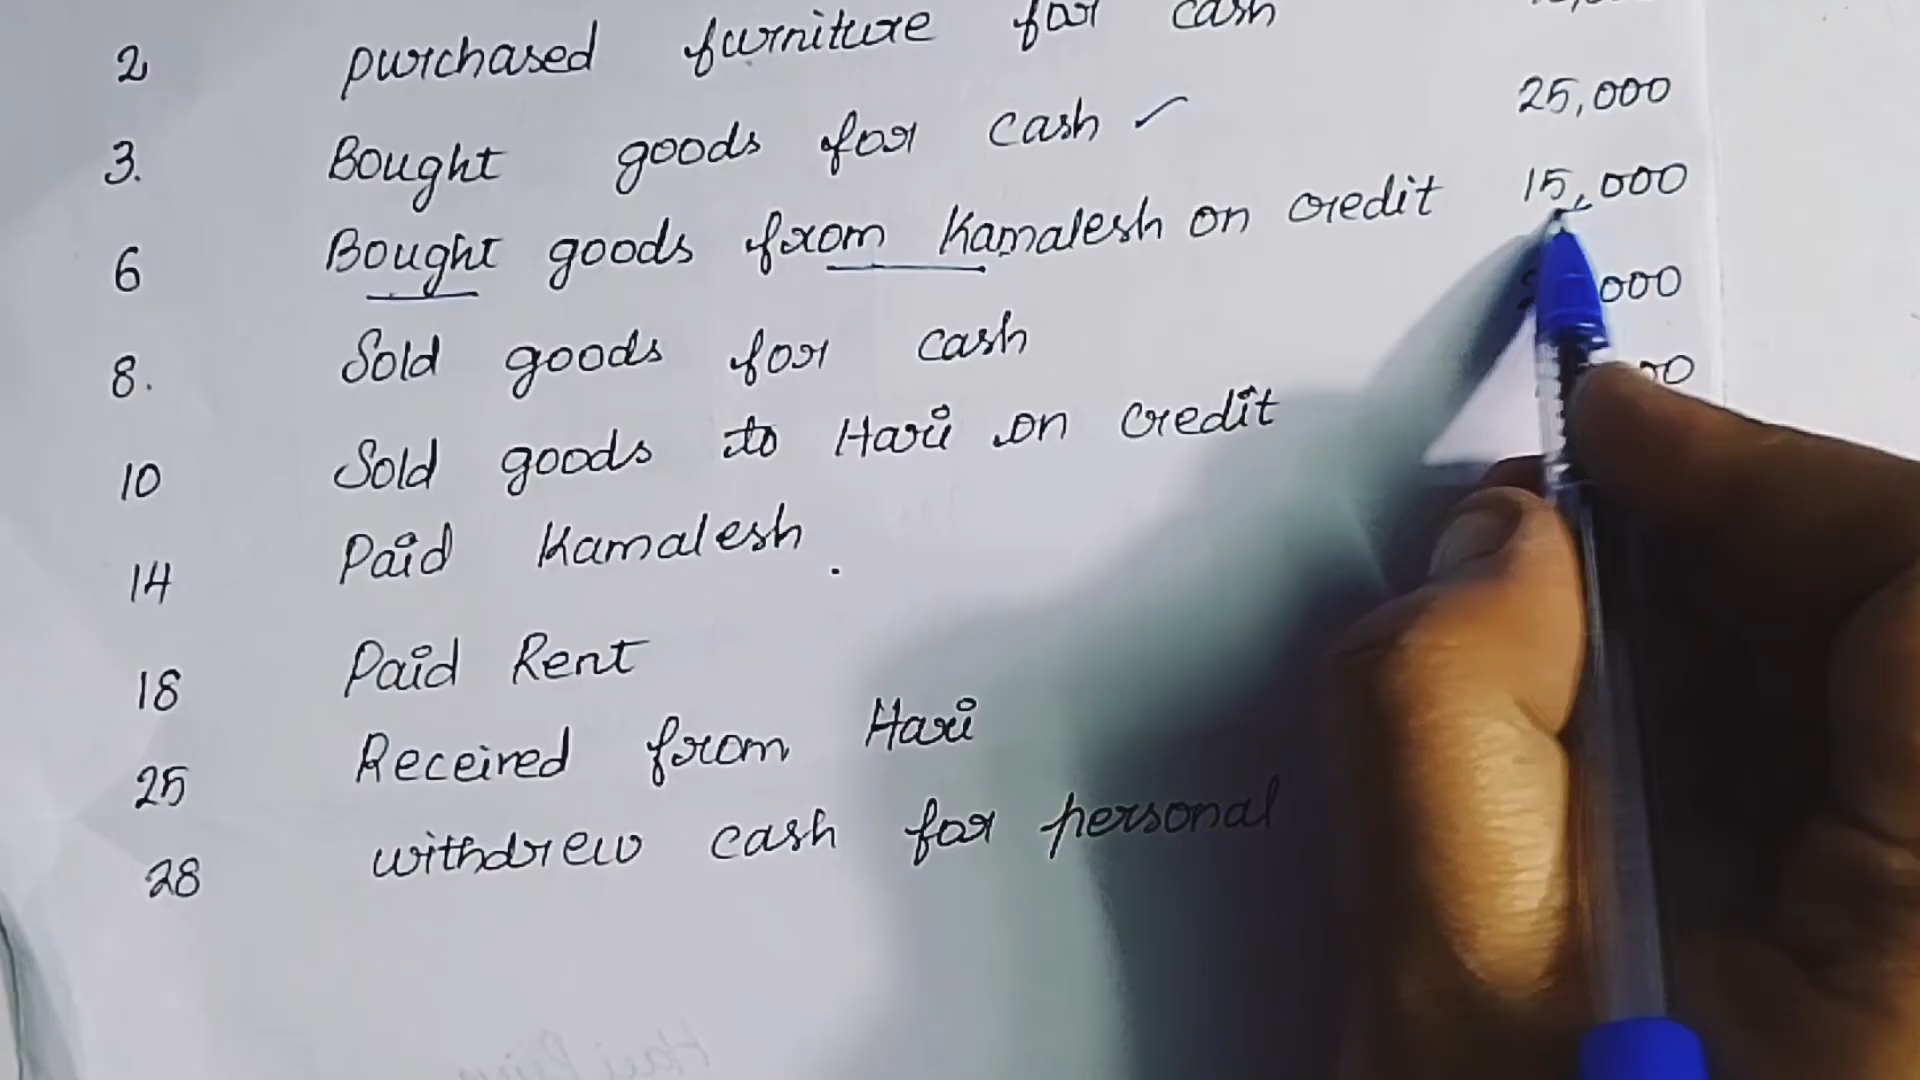 2 purchased furniture for cash
3. Bought goods for cash 25,000
6 Bought goods from Kamalesh on credit 15,000
8. Sold goods for cash 000
10 Sold goods to Hari on credit 00
14 Paid Kamalesh.
18 Paid Rent
25 Received from Hari
28 withdrew cash for personal